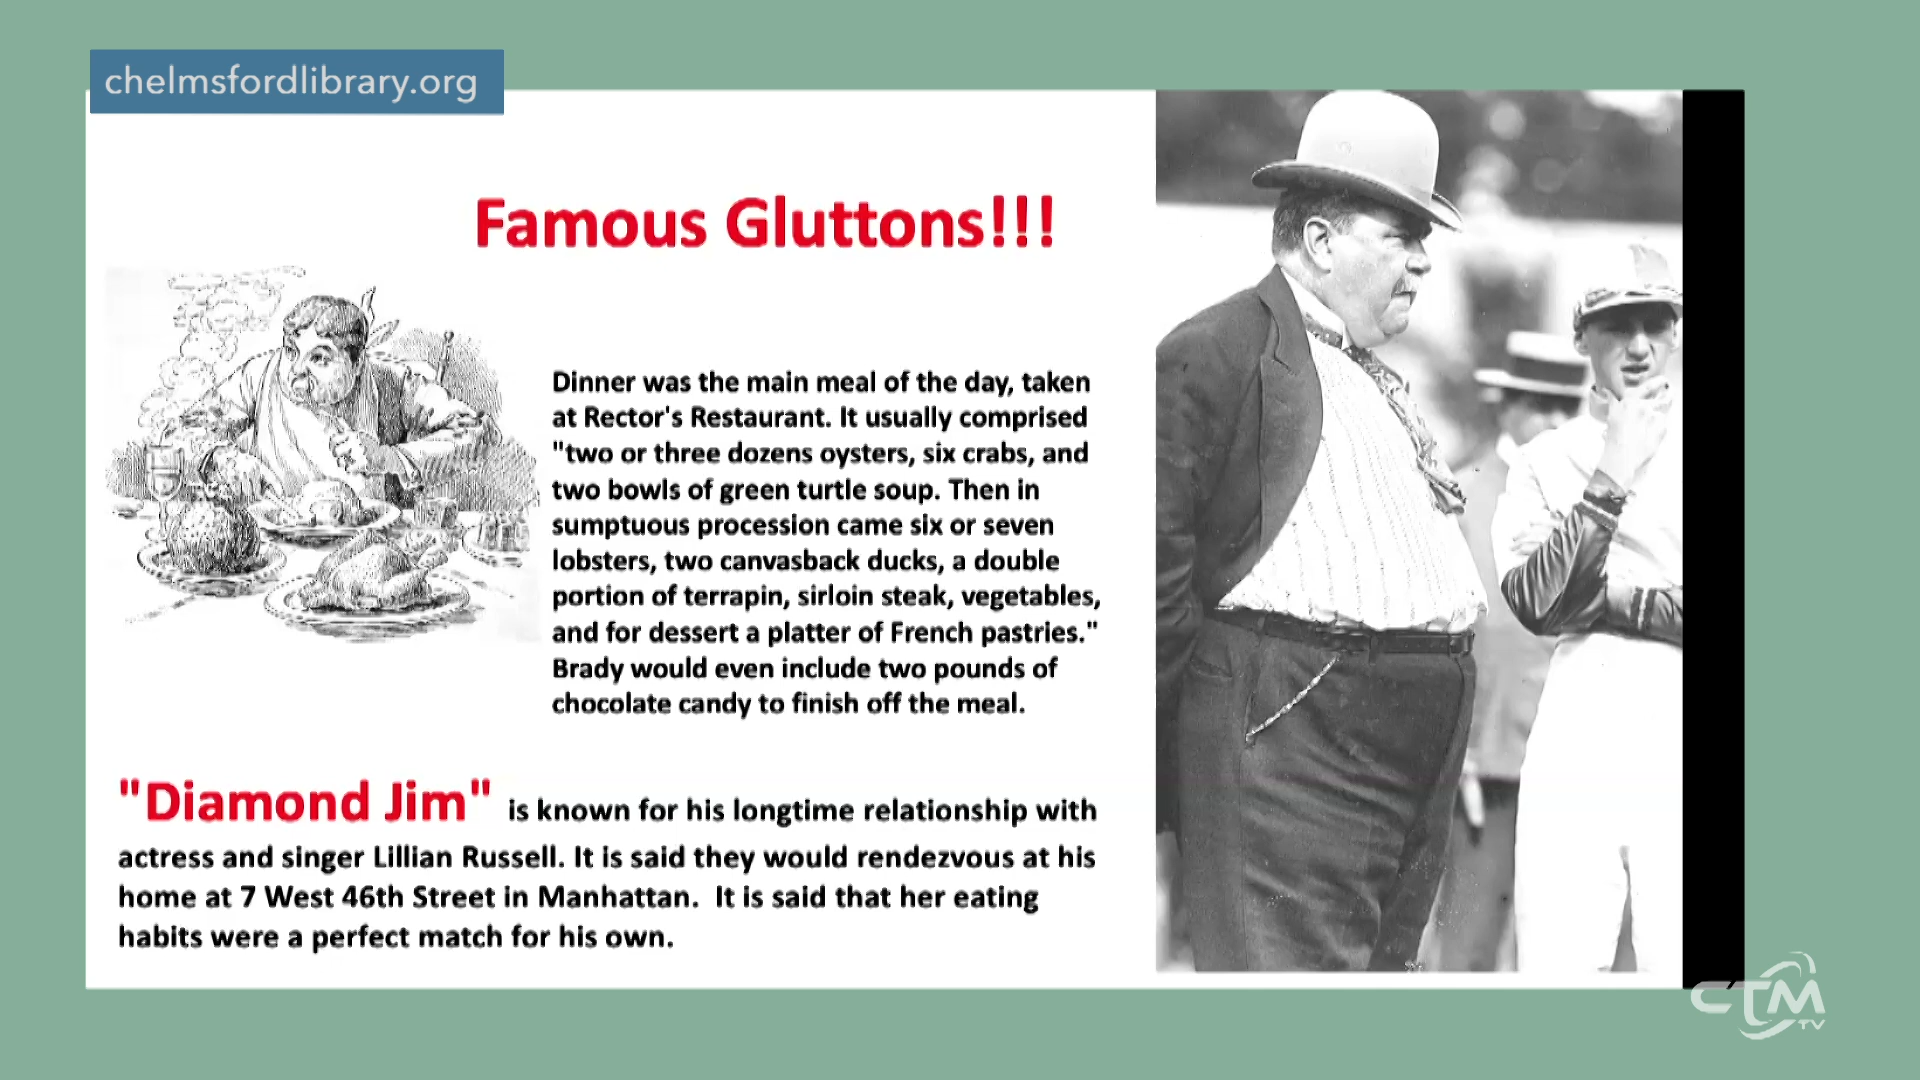 chelmsfordlibrary.org
Famous Gluttons!!!
Dinner was the main meal of the day, taken
at Rector's Restaurant. It usually comprised
"two or three dozens oysters, six crabs, and
two bowls of green turtle soup. Then in
sumptuous procession came six or seven
lobsters, two canvasback ducks, a double
portion of terrapin, sirloin steak, vegetables,
and for dessert a platter of French pastries."
Brady would even include two pounds of
chocolate candy to finish off the meal.
"Diamond Jim" is known for his longtime relationship with
actress and singer Lillian Russell. It is said they would rendezvous at his
home at 7 West 46th Street in Manhattan.  It is said that her eating
habits were a perfect match for his own.
CTM
TV